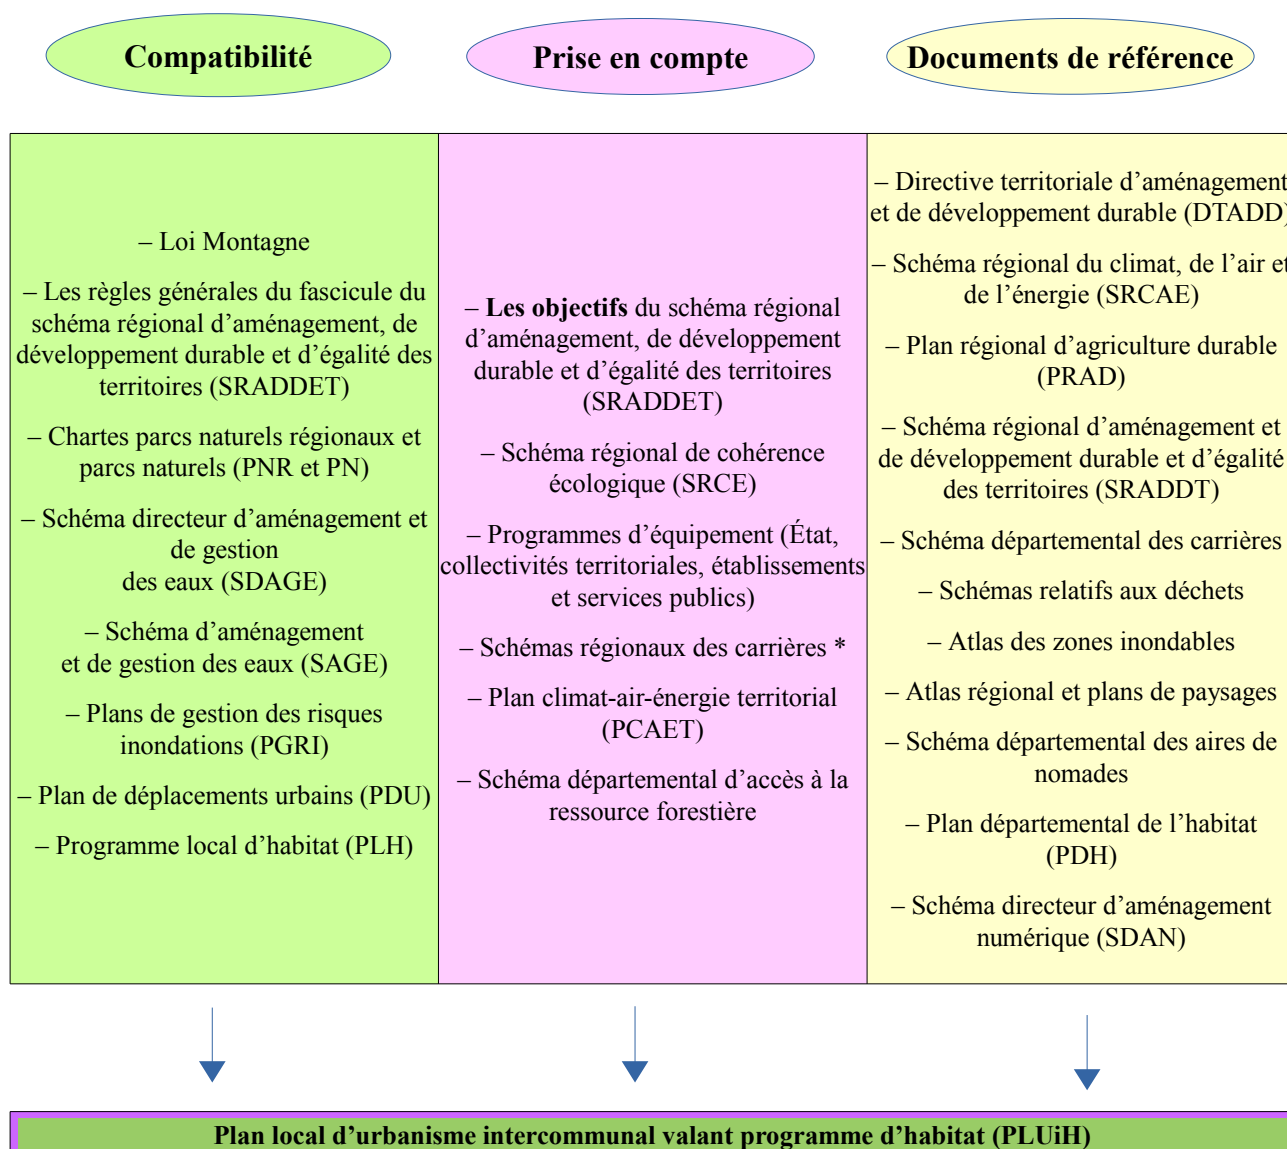 Compatibilité
Prise en compte
Documents de référence
– Loi Montagne
– Les règles générales du fascicule du
schéma régional d’aménagement, de
développement durable et d’égalité des
territoires (SRADDET)
– Chartes parcs naturels régionaux et
parcs naturels (PNR et PN)
– Schéma directeur d’aménagement et
de gestion
des eaux (SDAGE)
– Schéma d’aménagement
et de gestion des eaux (SAGE)
– Plans de gestion des risques
inondations (PGRI)
– Plan de déplacements urbains (PDU)
– Programme local d’habitat (PLH)
– Les objectifs du schéma régional
d’aménagement, de développement
durable et d’égalité des territoires
(SRADDET)
– Schéma régional de cohérence
écologique (SRCE)
– Programmes d’équipement (État,
collectivités territoriales, établissements
et services publics)
– Schémas régionaux des carrières *
– Plan climat-air-énergie territorial
(PCAET)
– Schéma départemental d’accès à la
ressource forestière
– Directive territoriale d’aménagement
et de développement durable (DTADD)
– Schéma régional du climat, de l’air et
de l’énergie (SRCAE)
– Plan régional d’agriculture durable
(PRAD)
– Schéma régional d’aménagement et
de développement durable et d’égalité
des territoires (SRADDT)
– Schéma départemental des carrières
– Schémas relatifs aux déchets
– Atlas des zones inondables
– Atlas régional et plans de paysages
– Schéma départemental des aires de
nomades
– Plan départemental de l’habitat
(PDH)
– Schéma directeur d’aménagement
numérique (SDAN)
Plan local d’urbanisme intercommunal valant programme d’habitat (PLUiH)